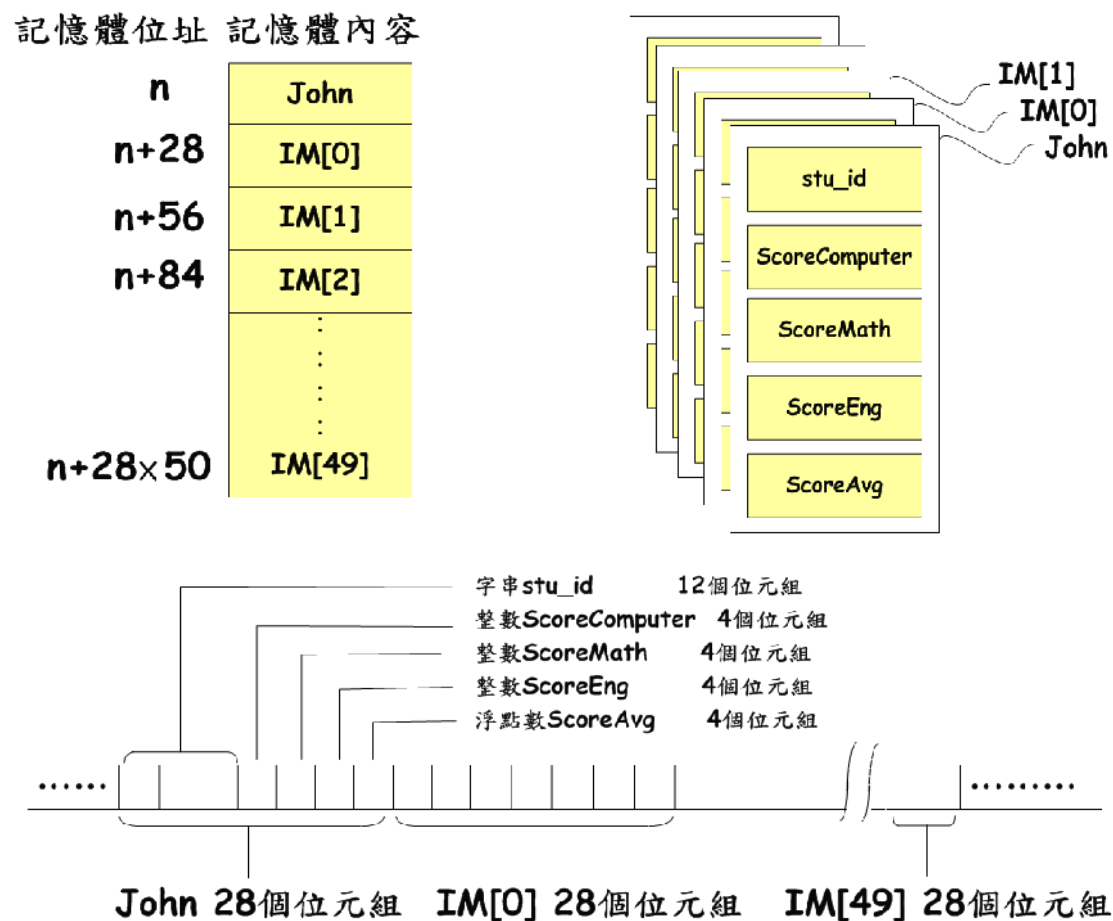 記憶體位址 記憶體內容
n John
n+28 IM[0]
n+56 IM[1]
n+84 IM[2]
n+28×50 IM[49]
IM[1]
IM[0]
John
stu_id
ScoreComputer
ScoreMath
ScoreEng
ScoreAvg
字串stu_id 12個位元組
整數ScoreComputer 4個位元組
整數ScoreMath 4個位元組
整數ScoreEng 4個位元組
浮點數ScoreAvg 4個位元組
John 28個位元組 IM[0] 28個位元組 IM[49] 28個位元組